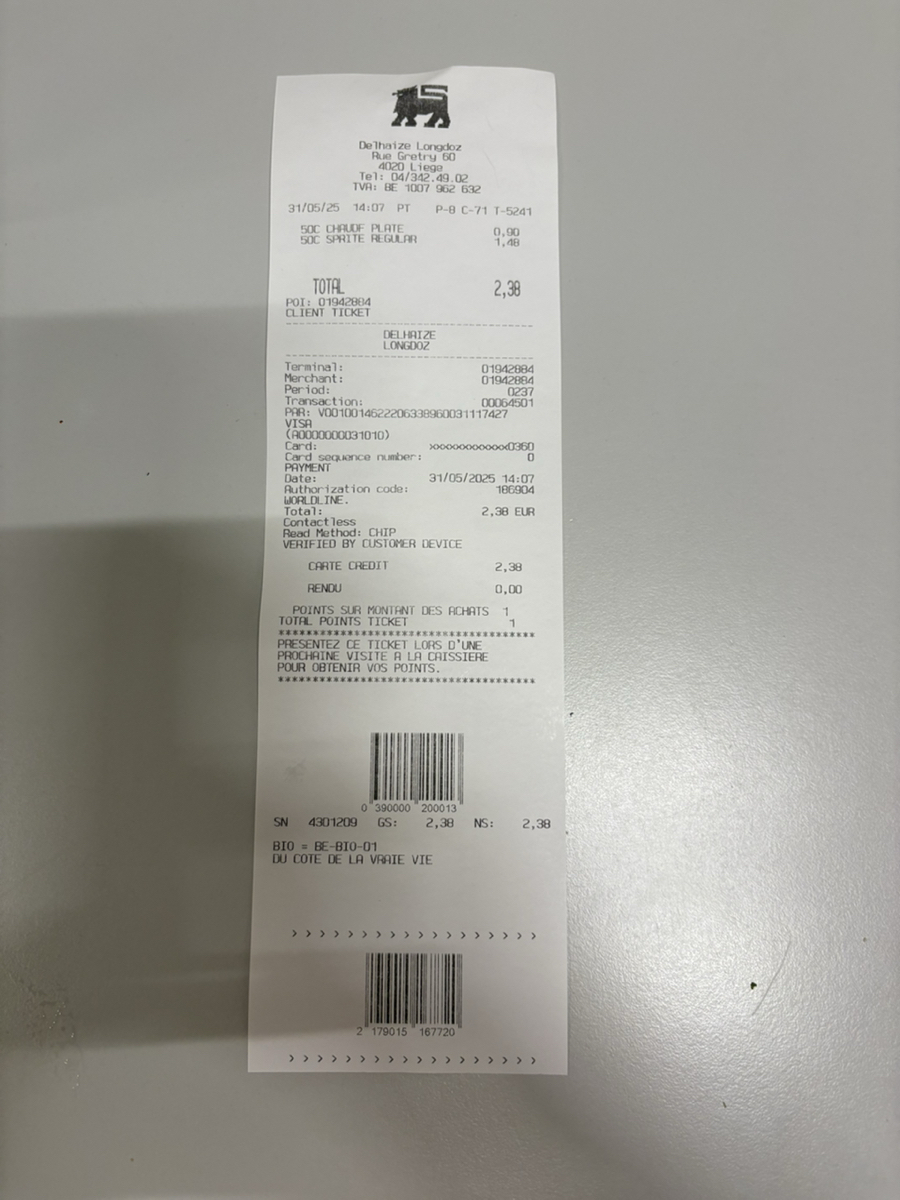 Delhaize Longdoz
Rue Gretry 60
4020 Liege
Tel: 04/342.49.02
TVA: BE 1007 962 632
31/05/25 14:07 PT P-8 C-71 T-5241
50C CHAUDF PLATE 0,90
50C SPRITE REGULAR 1,48
TOTAL 2,38
POI: 01942884
CLIENT TICKET
DELHAIZE
LONGDOZ
Terminal: 01942884
Merchant: 01942884
Period: 0237
Transaction: 00064501
PAR: V0010014622206338960031117427
VISA
(A0000000031010)
Card: xxxxxxxxxxxx0360
Card sequence number: 0
PAYMENT
Date: 31/05/2025 14:07
Authorization code: 186904
WORLDLINE.
Total: 2,38 EUR
Contactless
Read Method: CHIP
VERIFIED BY CUSTOMER DEVICE
CARTE CREDIT 2,38
RENDU 0,00
POINTS SUR MONTANT DES ACHATS 1
TOTAL POINTS TICKET 1
************************************
PRESENTEZ CE TICKET LORS D'UNE
PROCHAINE VISITE A LA CAISSIERE
POUR OBTENIR VOS POINTS.
************************************
0 390000 200013
SN 4301209 GS: 2,38 NS: 2,38
BIO = BE-BIO-01
DU COTE DE LA VRAIE VIE
> > > > > > > > > > > > > > > > > >
2 179015 167720
> > > > > > > > > > > > > > > > > >